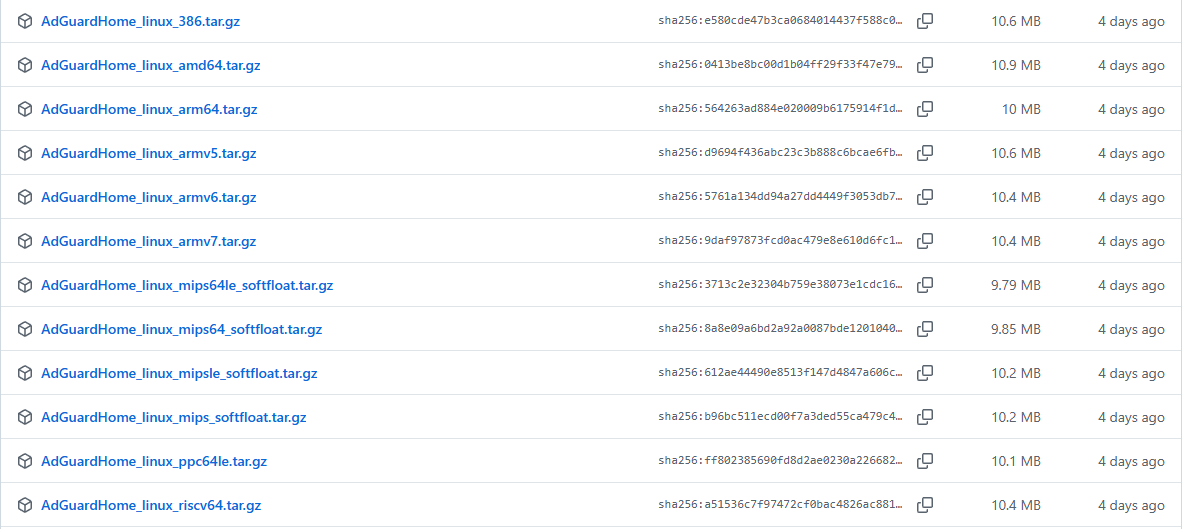 AdGuardHome_linux_386.tar.gz sha256:e580cde47b3ca0684014437f588c0… 10.6 MB 4 days ago
AdGuardHome_linux_amd64.tar.gz sha256:0413be8bc00d1b04ff29f33f47e79… 10.9 MB 4 days ago
AdGuardHome_linux_arm64.tar.gz sha256:564263ad884e020009b6175914f1d… 10 MB 4 days ago
AdGuardHome_linux_armv5.tar.gz sha256:d9694f436abc23c3b888c6bcae6fb… 10.6 MB 4 days ago
AdGuardHome_linux_armv6.tar.gz sha256:5761a134dd94a27dd4449f3053db7… 10.4 MB 4 days ago
AdGuardHome_linux_armv7.tar.gz sha256:9daf97873fcd0ac479e8e610d6fc1… 10.4 MB 4 days ago
AdGuardHome_linux_mips64le_softfloat.tar.gz sha256:3713c2e32304b759e38073e1cdc16… 9.79 MB 4 days ago
AdGuardHome_linux_mips64_softfloat.tar.gz sha256:8a8e09a6bd2a92a0087bde1201040… 9.85 MB 4 days ago
AdGuardHome_linux_mipsle_softfloat.tar.gz sha256:612ae44490e8513f147d4847a606c… 10.2 MB 4 days ago
AdGuardHome_linux_mips_softfloat.tar.gz sha256:b96bc511ecd00f7a3ded55ca479c4… 10.2 MB 4 days ago
AdGuardHome_linux_ppc64le.tar.gz sha256:ff802385690fd8d2ae0230a226682… 10.1 MB 4 days ago
AdGuardHome_linux_riscv64.tar.gz sha256:a51536c7f97472cf0bac4826ac881… 10.4 MB 4 days ago